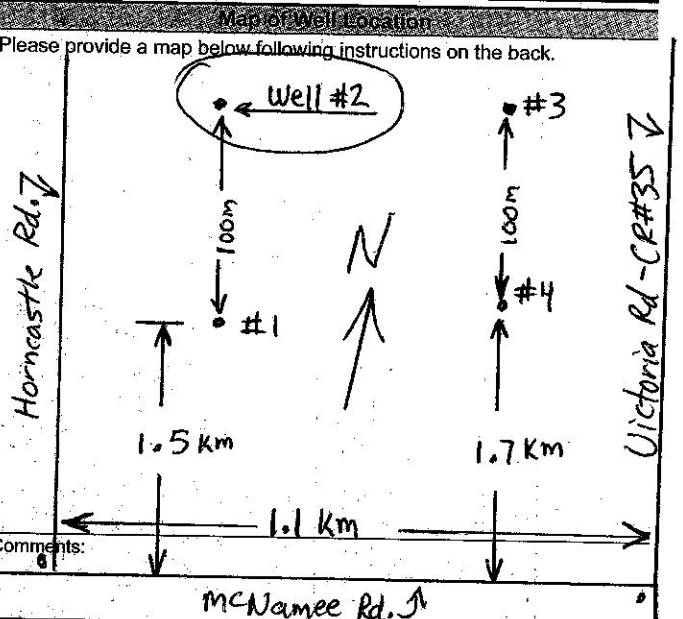 Map of Well Location
Please provide a map below following instructions on the back.
Well #2
#3
Horncastle Rd.
100m
N
100m
Victoria Rd-CR#35
#1
#4
1.5 Km
1.7 Km
1.1 Km
Comments:
McNamee Rd.